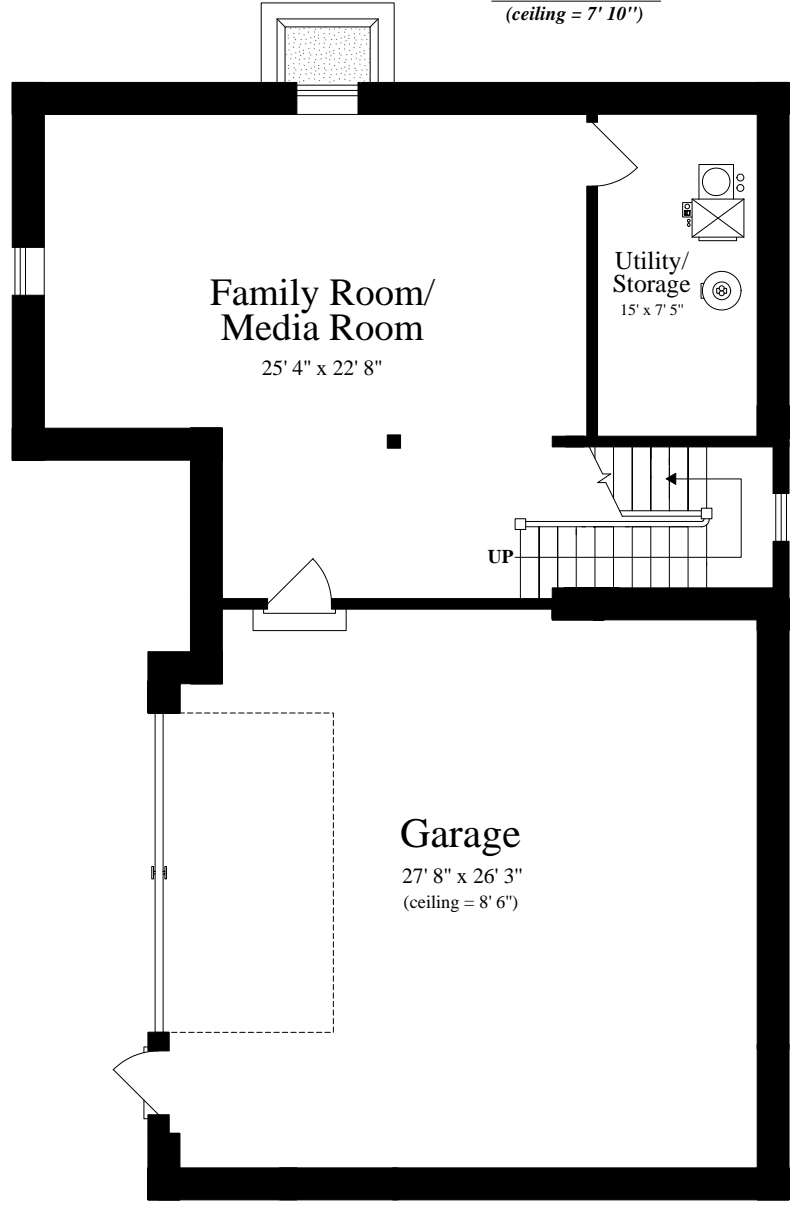 (ceiling = 7' 10")
Family Room/
Media Room
25' 4" x 22' 8"
Utility/
Storage
15' x 7' 5"
UP
Garage
27' 8" x 26' 3"
(ceiling = 8' 6")